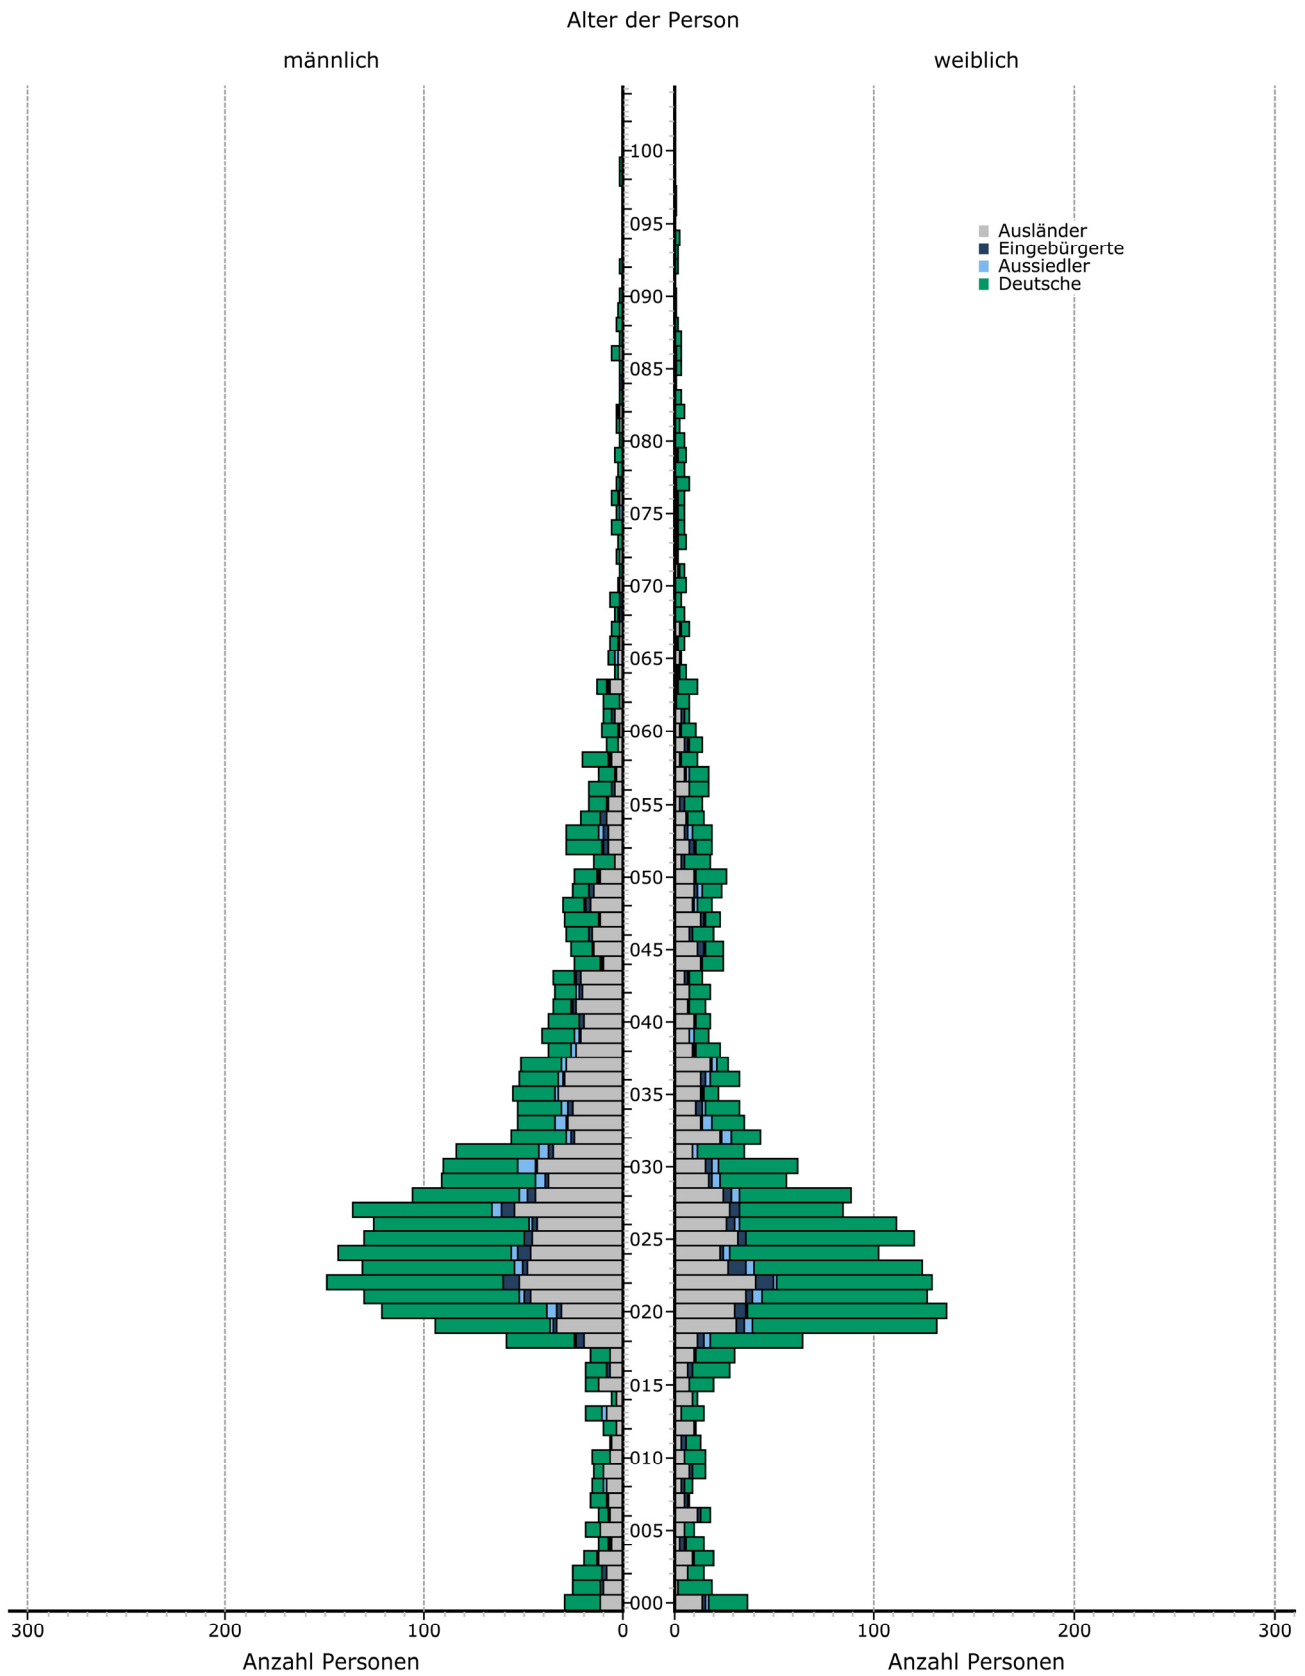 Alter der Person
männlich
weiblich
100
095
Ausländer
Eingebürgerte
Aussiedler
Deutsche
090
085
080
075
070
065
060
055
050
045
040
035
030
025
020
015
010
005
000
300 200 100 0 0 100 200 300
Anzahl Personen
Anzahl Personen